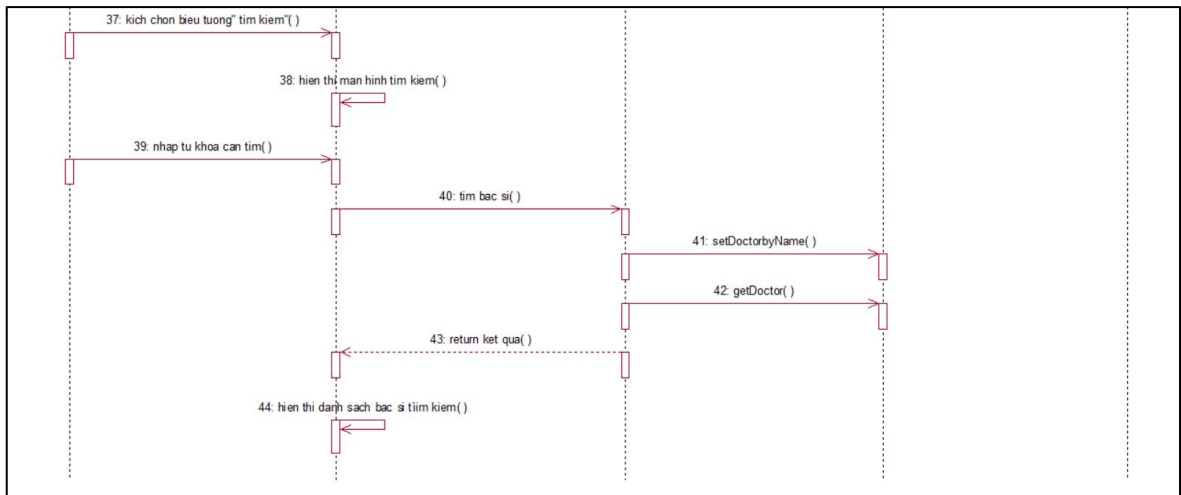 37: kich chon bieu tuong" tim kiem"( )
38: hien thi man hinh tim kiem( )
39: nhap tu khoa can tim( )
40: tim bac si( )
41: setDoctorbyName( )
42: getDoctor( )
43: return ket qua( )
44: hien thi danh sach bac si tiim kiem( )